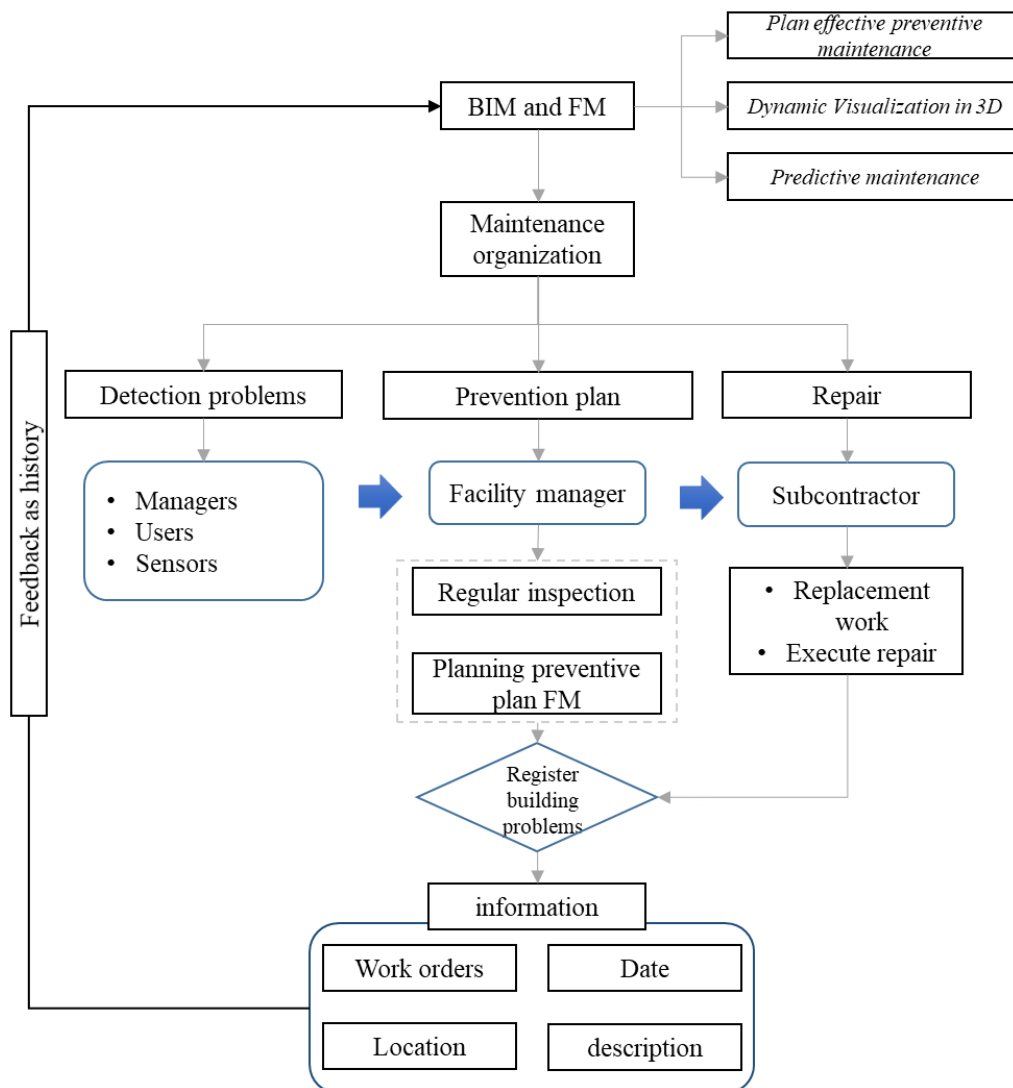 Plan effective preventive
maintenance
BIM and FM
Dynamic Visualization in 3D
Predictive maintenance
Maintenance
organization
Feedback as history
Detection problems
Prevention plan
Repair
• Managers
• Users
• Sensors
Facility manager
Subcontractor
Regular inspection
Planning preventive
plan FM
• Replacement
work
• Execute repair
Register
building
problems
information
Work orders
Date
Location
description